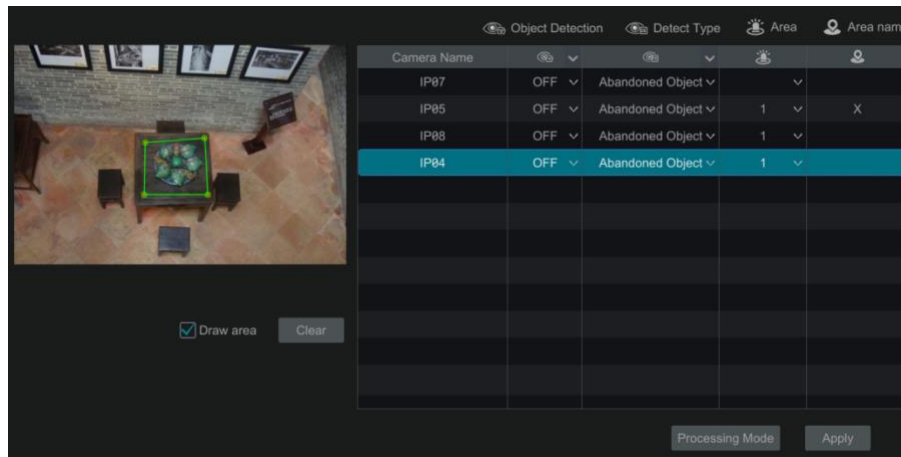 Object Detection Detect Type Area Area nam
Camera Name
IP07 OFF Abandoned Object
IP05 OFF Abandoned Object 1 X
IP08 OFF Abandoned Object 1
IP04 OFF Abandoned Object 1
Draw area Clear
Processing Mode Apply